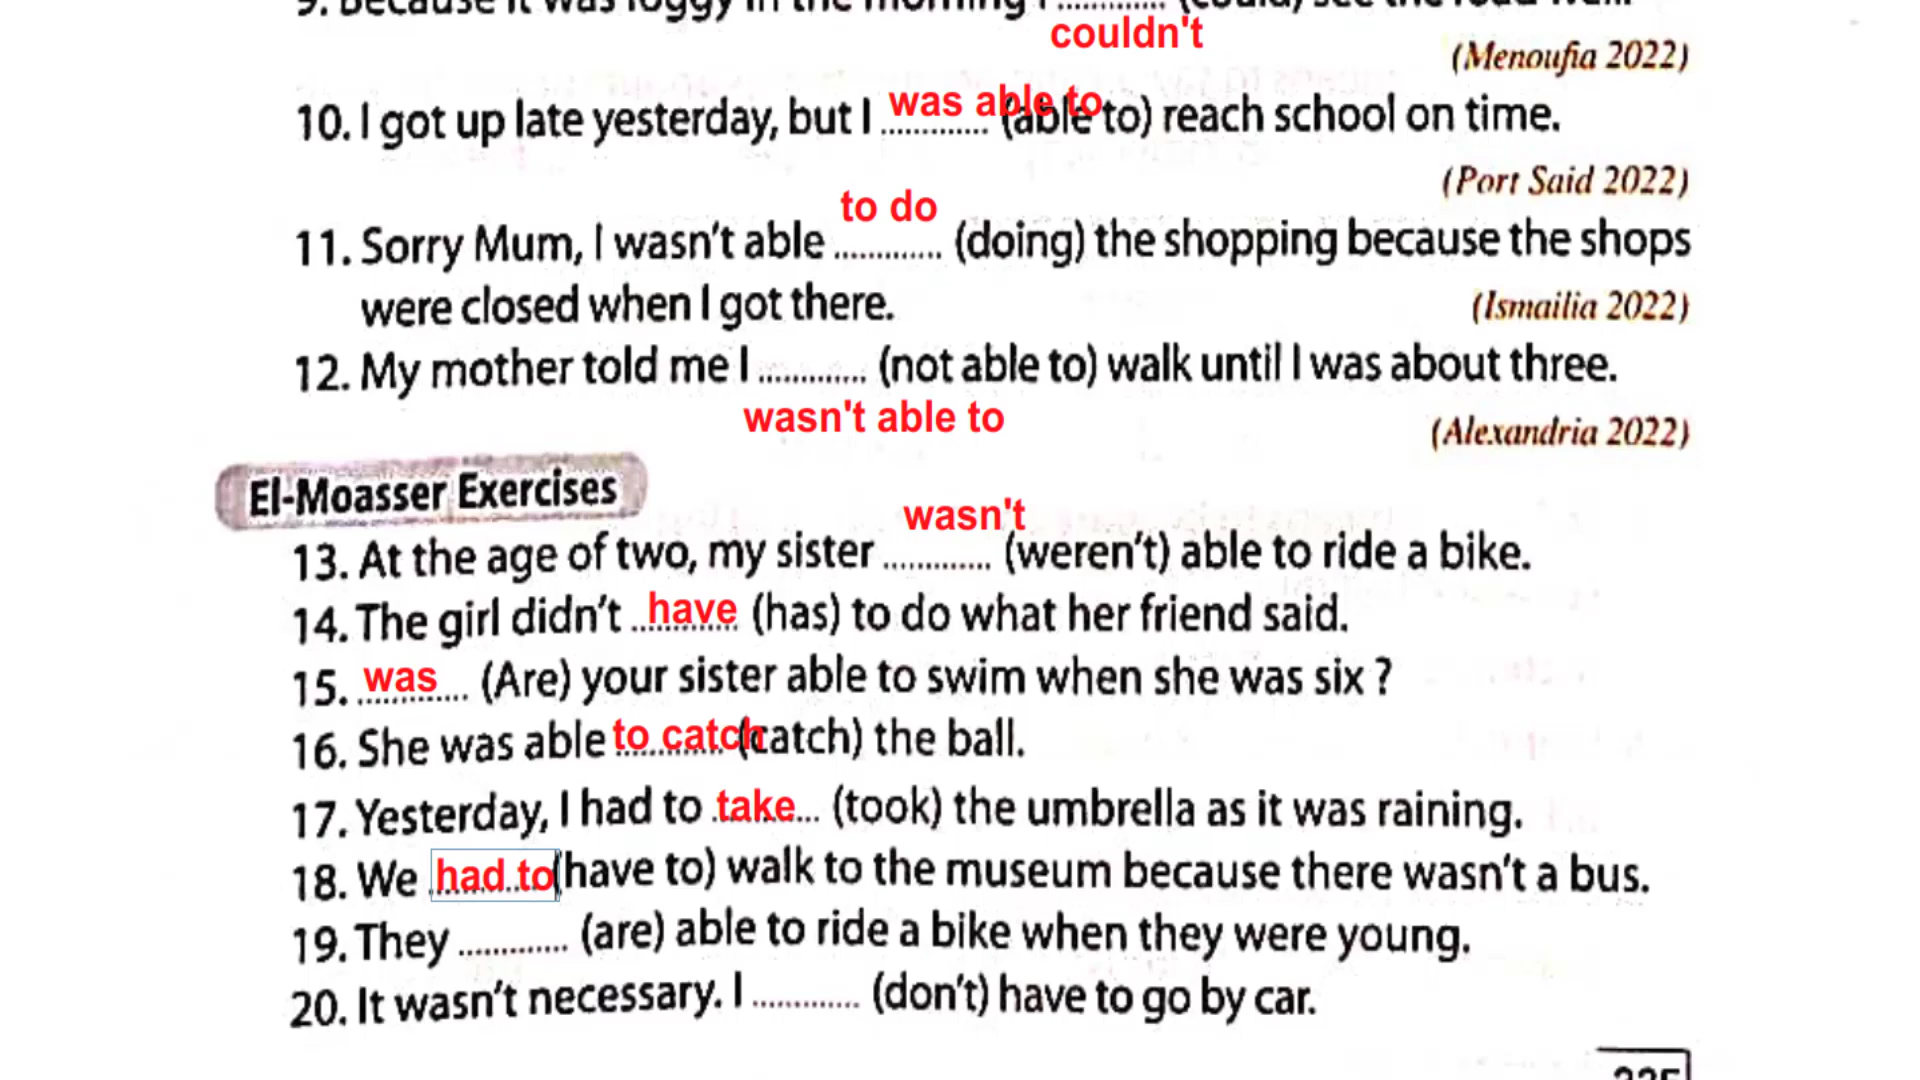 9. Because it was foggy in the morning I ............. (could) see the road
couldn't
(Menoufia 2022)
10. I got up late yesterday, but I was able to ............. (able to) reach school on time.
(Port Said 2022)
to do
11. Sorry Mum, I wasn't able ............. (doing) the shopping because the shops
were closed when I got there. (Ismailia 2022)
12. My mother told me I ............. (not able to) walk until I was about three.
wasn't able to
(Alexandria 2022)
El-Moasser Exercises
wasn't
13. At the age of two, my sister ............. (weren't) able to ride a bike.
14. The girl didn't have (has) to do what her friend said.
15. was (Are) your sister able to swim when she was six ?
16. She was able to catch (catch) the ball.
17. Yesterday, I had to take (took) the umbrella as it was raining.
18. We had to (have to) walk to the museum because there wasn't a bus.
19. They ............. (are) able to ride a bike when they were young.
20. It wasn't necessary. I ............. (don't) have to go by car.